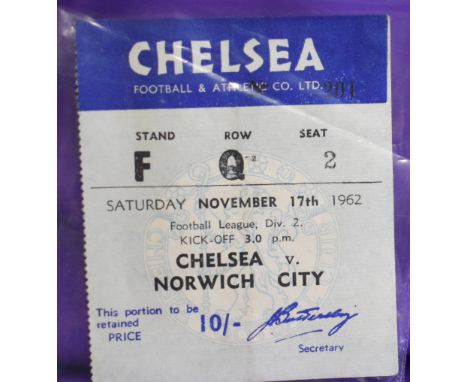 CHELSEA
FOOTBALL & ATHLETIC CO. LTD.
STAND ROW SEAT
F Q 2
SATURDAY NOVEMBER 17th 1962
Football League, Div. 2.
KICK-OFF 3.0 p.m.
CHELSEA v.
NORWICH CITY
This portion to be
retained
PRICE 10/-
Secretary